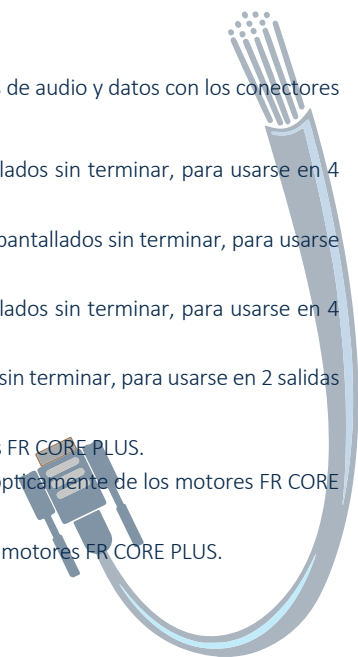 de audio y datos con los conectores
lados sin terminar, para usarse en 4
pantallados sin terminar, para usarse
lados sin terminar, para usarse en 4
sin terminar, para usarse en 2 salidas
FR CORE PLUS.
ópticamente de los motores FR CORE
motores FR CORE PLUS.